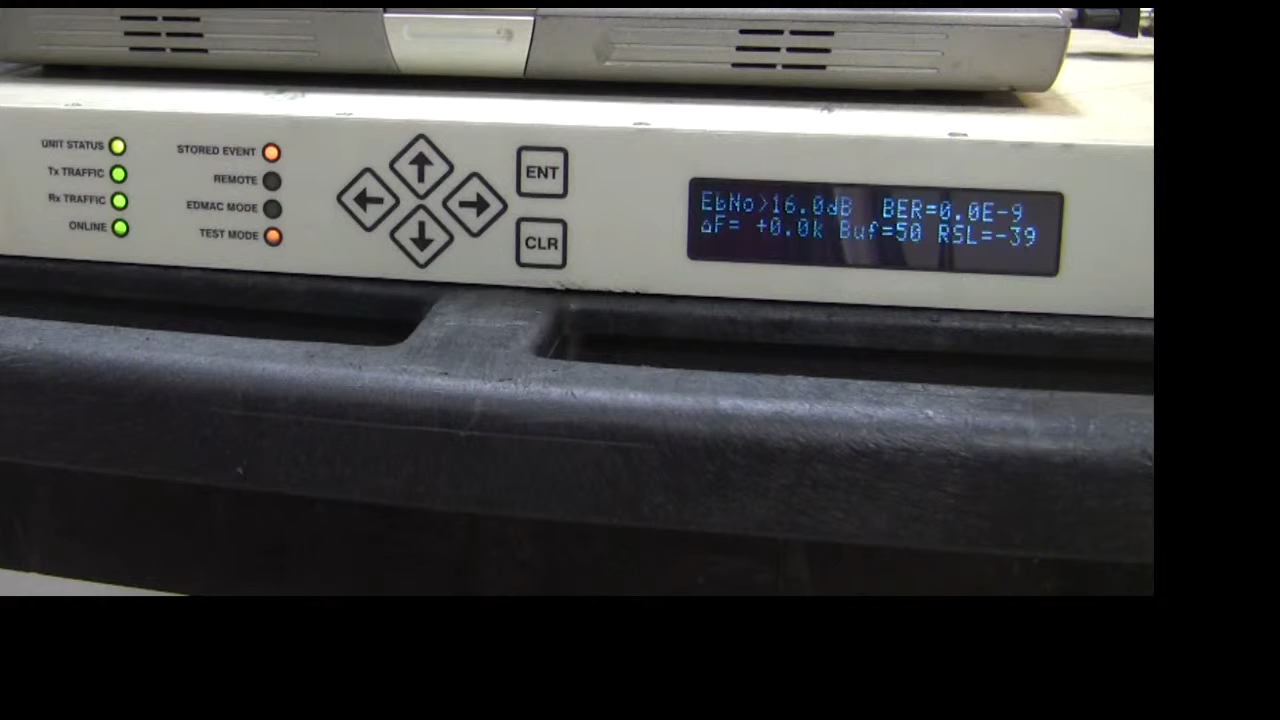 UNIT STATUS
Tx TRAFFIC
Rx TRAFFIC
ONLINE
STORED EVENT
REMOTE
EDMAC MODE
TEST MODE
ENT
CLR
EbNo>16.0dB BER=0.0E-9
ΔF= +0.0k Buf=50 RSL=-39